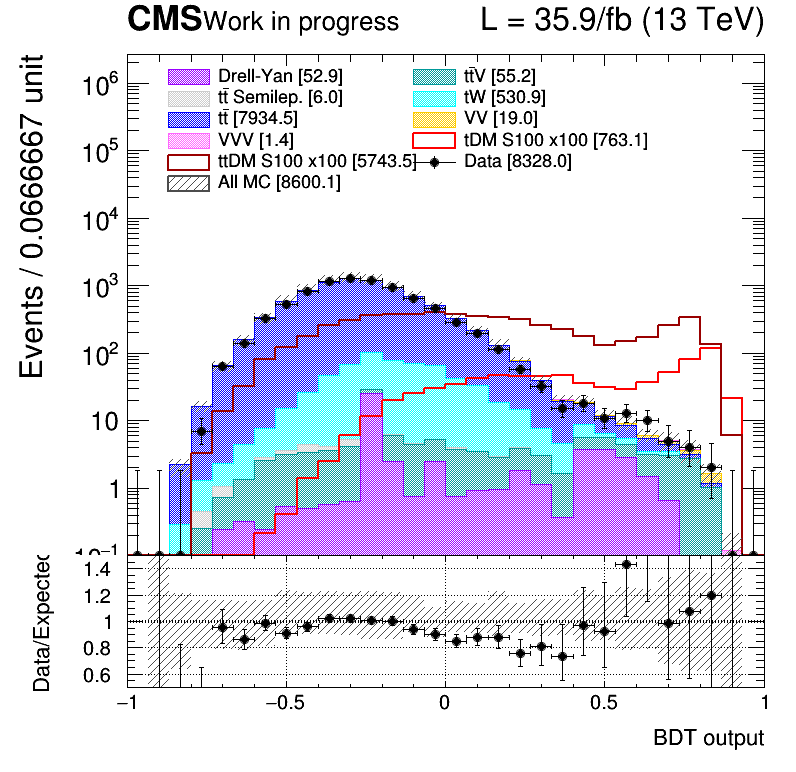 CMS Work in progress L = 35.9/fb (13 TeV)
Events / 0.0666667 unit
Drell-Yan [52.9] tt̄V [55.2]
tt̄ Semilep. [6.0] tW [530.9]
tt̄ [7934.5] VV [19.0]
VVV [1.4] tDM S100 x100 [763.1]
ttDM S100 x100 [5743.5] Data [8328.0]
All MC [8600.1]
10⁶
10⁵
10⁴
10³
10²
10
1
10⁻¹
Data/Expected
1.4
1.2
1
0.8
0.6
−1 −0.5 0 0.5 1
BDT output